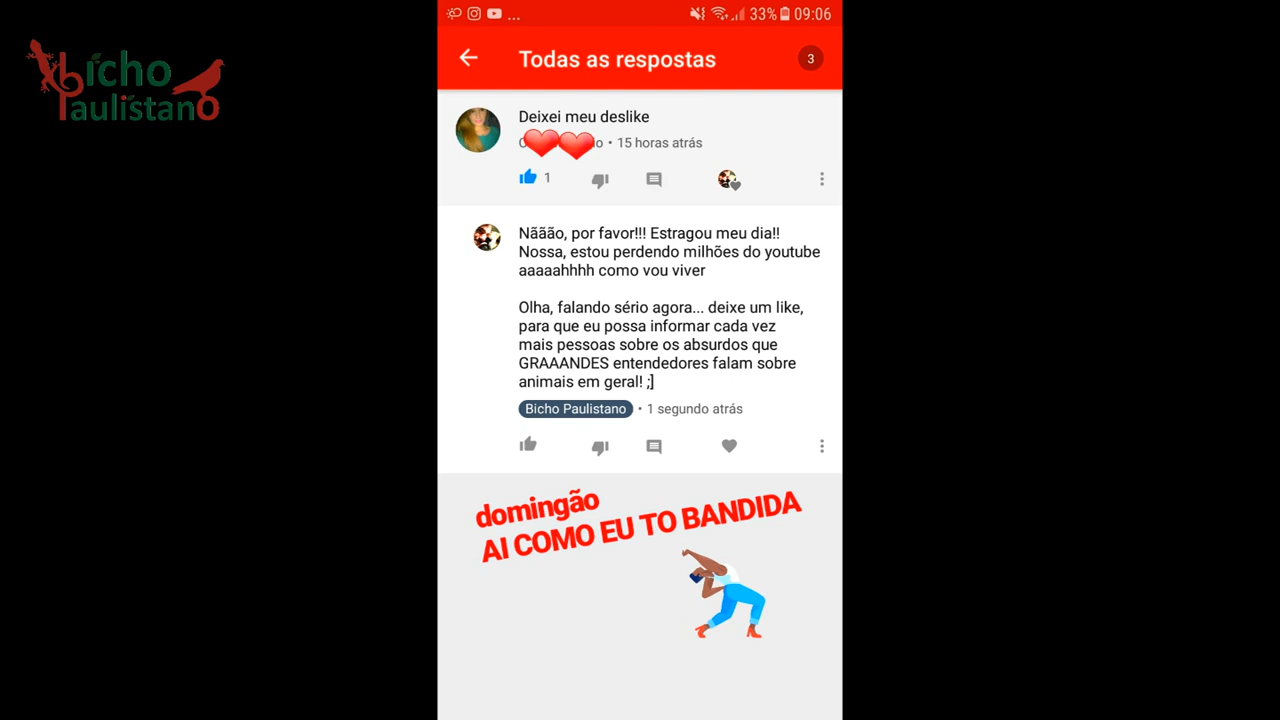 bicho
Paulistano
... 33% 09:06
Todas as respostas 3
Deixei meu deslike
• 15 horas atrás
1
Nããão, por favor!!! Estragou meu dia!!
Nossa, estou perdendo milhões do youtube
aaaaahhhh como vou viver
Olha, falando sério agora... deixe um like,
para que eu possa informar cada vez
mais pessoas sobre os absurdos que
GRAAANDES entendedores falam sobre
animais em geral! ;]
Bicho Paulistano • 1 segundo atrás
domingão
AI COMO EU TO BANDIDA